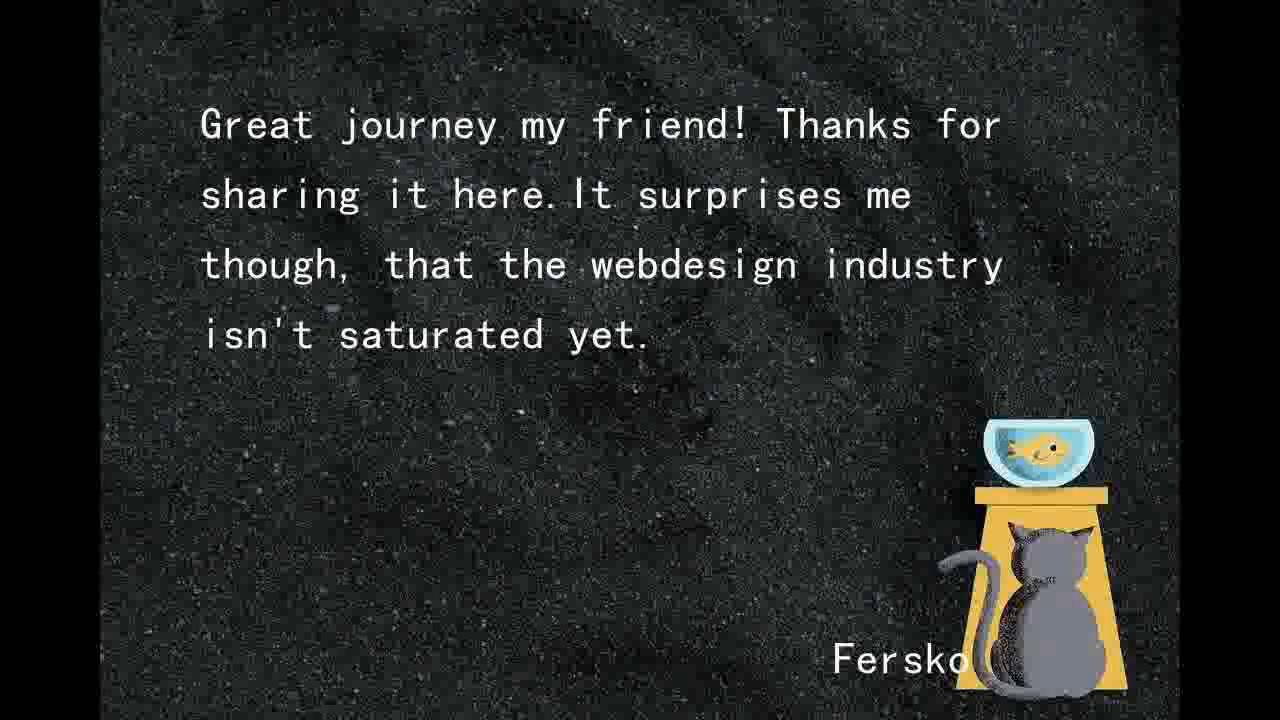 Great journey my friend! Thanks for
sharing it here.It surprises me
though, that the webdesign industry
isn't saturated yet.
Fersko